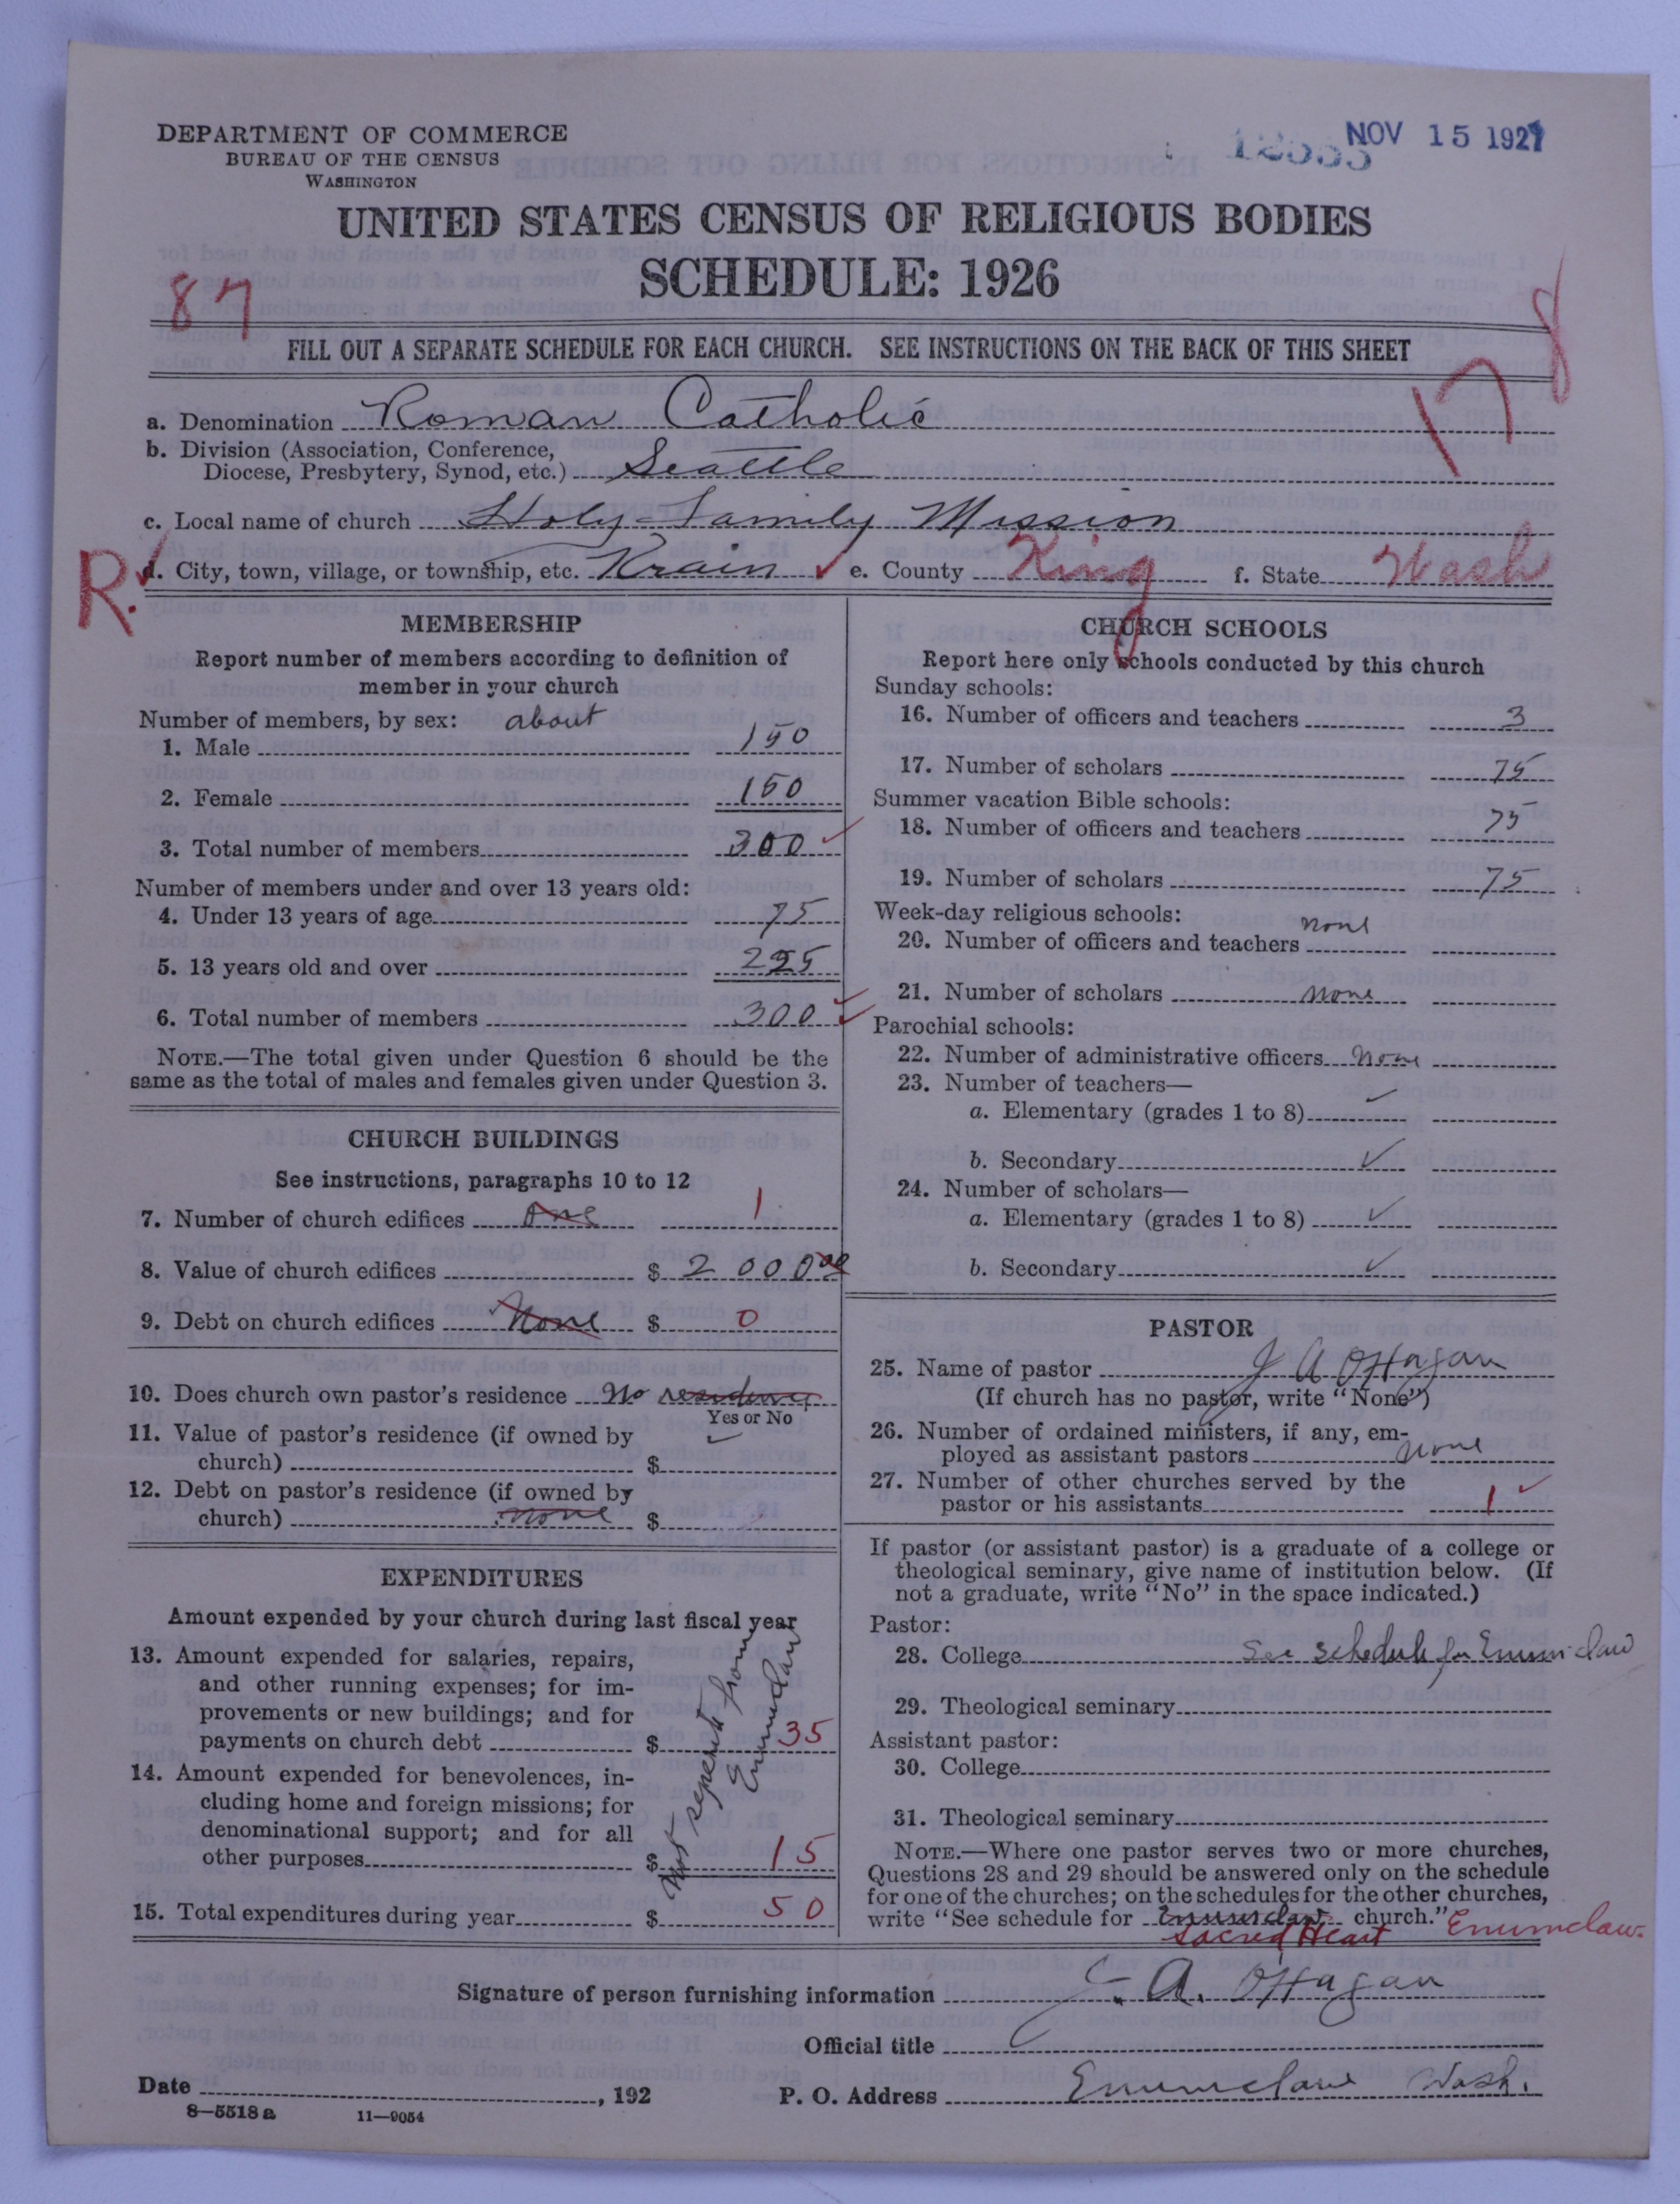 DEPARTMENT OF COMMERCE
BUREAU OF THE CENSUS
WASHINGTON
NOV 15 1927
UNITED STATES CENSUS OF RELIGIOUS BODIES
SCHEDULE: 1926
87
178
FILL OUT A SEPARATE SCHEDULE FOR EACH CHURCH. SEE INSTRUCTIONS ON THE BACK OF THIS SHEET
a. Denomination Roman Catholic
b. Division (Association, Conference,
Diocese, Presbytery, Synod, etc.) Seattle
c. Local name of church Holy Family Mission
R. d. City, town, village, or township, etc. Krain e. County King f. State Wash
MEMBERSHIP
Report number of members according to definition of
member in your church
Number of members, by sex: about
1. Male 150
2. Female 150
3. Total number of members 300
Number of members under and over 13 years old:
4. Under 13 years of age 75
5. 13 years old and over 225
6. Total number of members 300
NOTE.—The total given under Question 6 should be the
same as the total of males and females given under Question 3.
CHURCH BUILDINGS
See instructions, paragraphs 10 to 12
7. Number of church edifices One 1
8. Value of church edifices $ 2 000 00
9. Debt on church edifices None $ 0
10. Does church own pastor's residence No residence
Yes or No
11. Value of pastor's residence (if owned by
church) $
12. Debt on pastor's residence (if owned by
church) none $
EXPENDITURES
Amount expended by your church during last fiscal year
13. Amount expended for salaries, repairs,
and other running expenses; for im-
provements or new buildings; and for
payments on church debt $ 35
14. Amount expended for benevolences, in-
cluding home and foreign missions; for
denominational support; and for all
other purposes $ 15
15. Total expenditures during year $ 50
Not separate from
Enumclaw
CHURCH SCHOOLS
Report here only schools conducted by this church
Sunday schools:
16. Number of officers and teachers 3
17. Number of scholars 75
Summer vacation Bible schools:
18. Number of officers and teachers 75
19. Number of scholars 75
Week-day religious schools:
20. Number of officers and teachers none
21. Number of scholars none
Parochial schools:
22. Number of administrative officers none
23. Number of teachers—
a. Elementary (grades 1 to 8)
b. Secondary
24. Number of scholars—
a. Elementary (grades 1 to 8)
b. Secondary
PASTOR
25. Name of pastor J A O'Hagan
(If church has no pastor, write "None")
26. Number of ordained ministers, if any, em-
ployed as assistant pastors none
27. Number of other churches served by the
pastor or his assistants 1
If pastor (or assistant pastor) is a graduate of a college or
theological seminary, give name of institution below. (If
not a graduate, write "No" in the space indicated.)
Pastor:
28. College See schedule for Enumclaw
29. Theological seminary
Assistant pastor:
30. College
31. Theological seminary
NOTE.—Where one pastor serves two or more churches,
Questions 28 and 29 should be answered only on the schedule
for one of the churches; on the schedules for the other churches,
write "See schedule for Enumclaw church." Enumclaw.
Sacred Heart
Signature of person furnishing information J. A. O'Hagan
Official title
Date , 192 P. O. Address Enumclaw Wash.
8—5518 a 11—9054